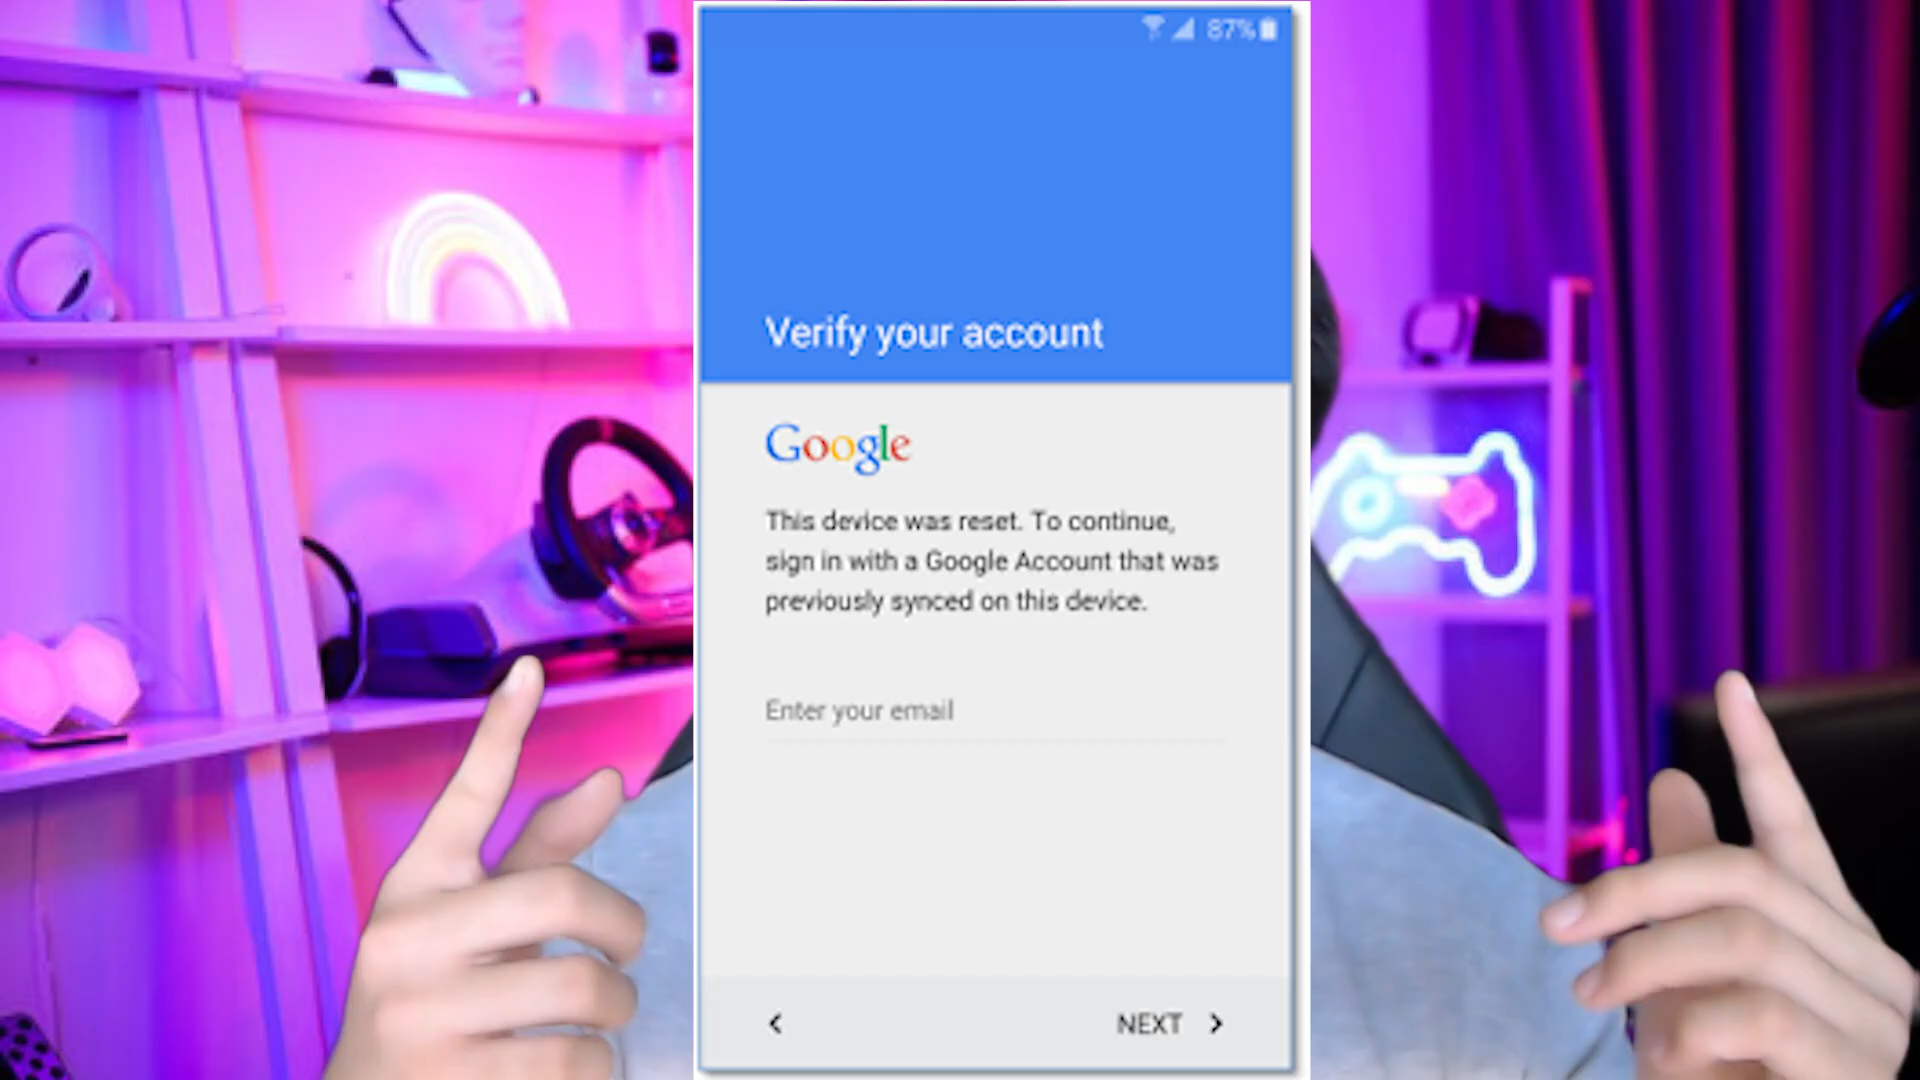 87%
Verify your account
Google
This device was reset. To continue,
sign in with a Google Account that was
previously synced on this device.
Enter your email
NEXT